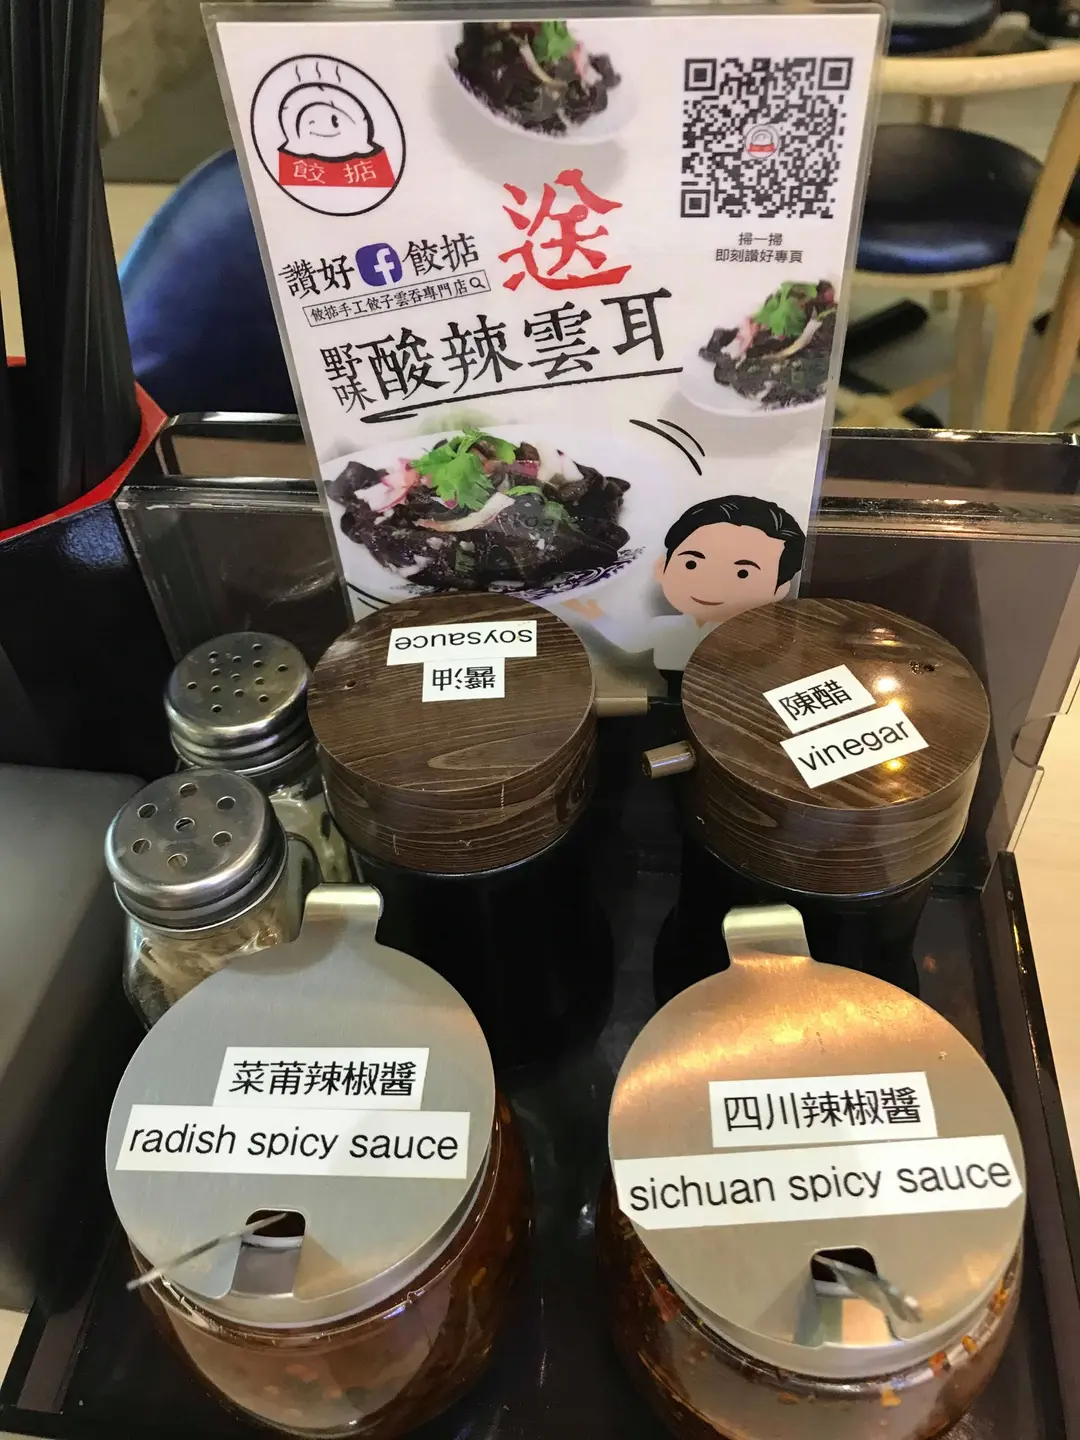 餃掂
掃一掃
即刻讚好專頁
讚好 f 餃掂
餃掂手工餃子雲吞專門店
送
野味酸辣雲耳
soysauce
醬油
陳醋
vinegar
菜莆辣椒醬
radish spicy sauce
四川辣椒醬
sichuan spicy sauce